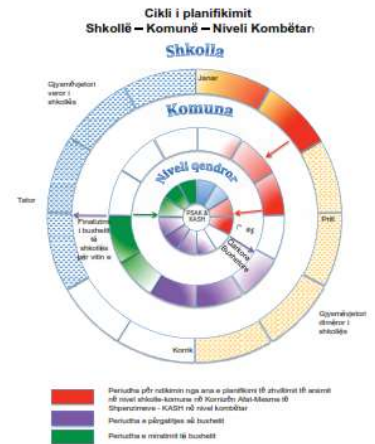 Cikli i planifikimit
Shkollë – Komunë – Niveli Kombëtar
Shkolla
Janar
Gjysmëvjetori
veror i
shkollës
Komuna
Niveli qendror
PSAK &
KASH
Tetor
Finalizimi i
buxhetit
të
shkollës
për vitin e
Qarkorja
Buxhetore
Prill
Gjysmëvjetori
dimëror i
shkollës
Korrik
Periudha për ndikimin nga ana e planifikimit të zhvillimit të arsimit
në nivel shkolle-komune në Kornizën Afat-Mesme të
Shpenzimeve - KASH në nivel kombëtar
Periudha e përgatitjes së buxhetit
Periudha e miratimit të buxhetit